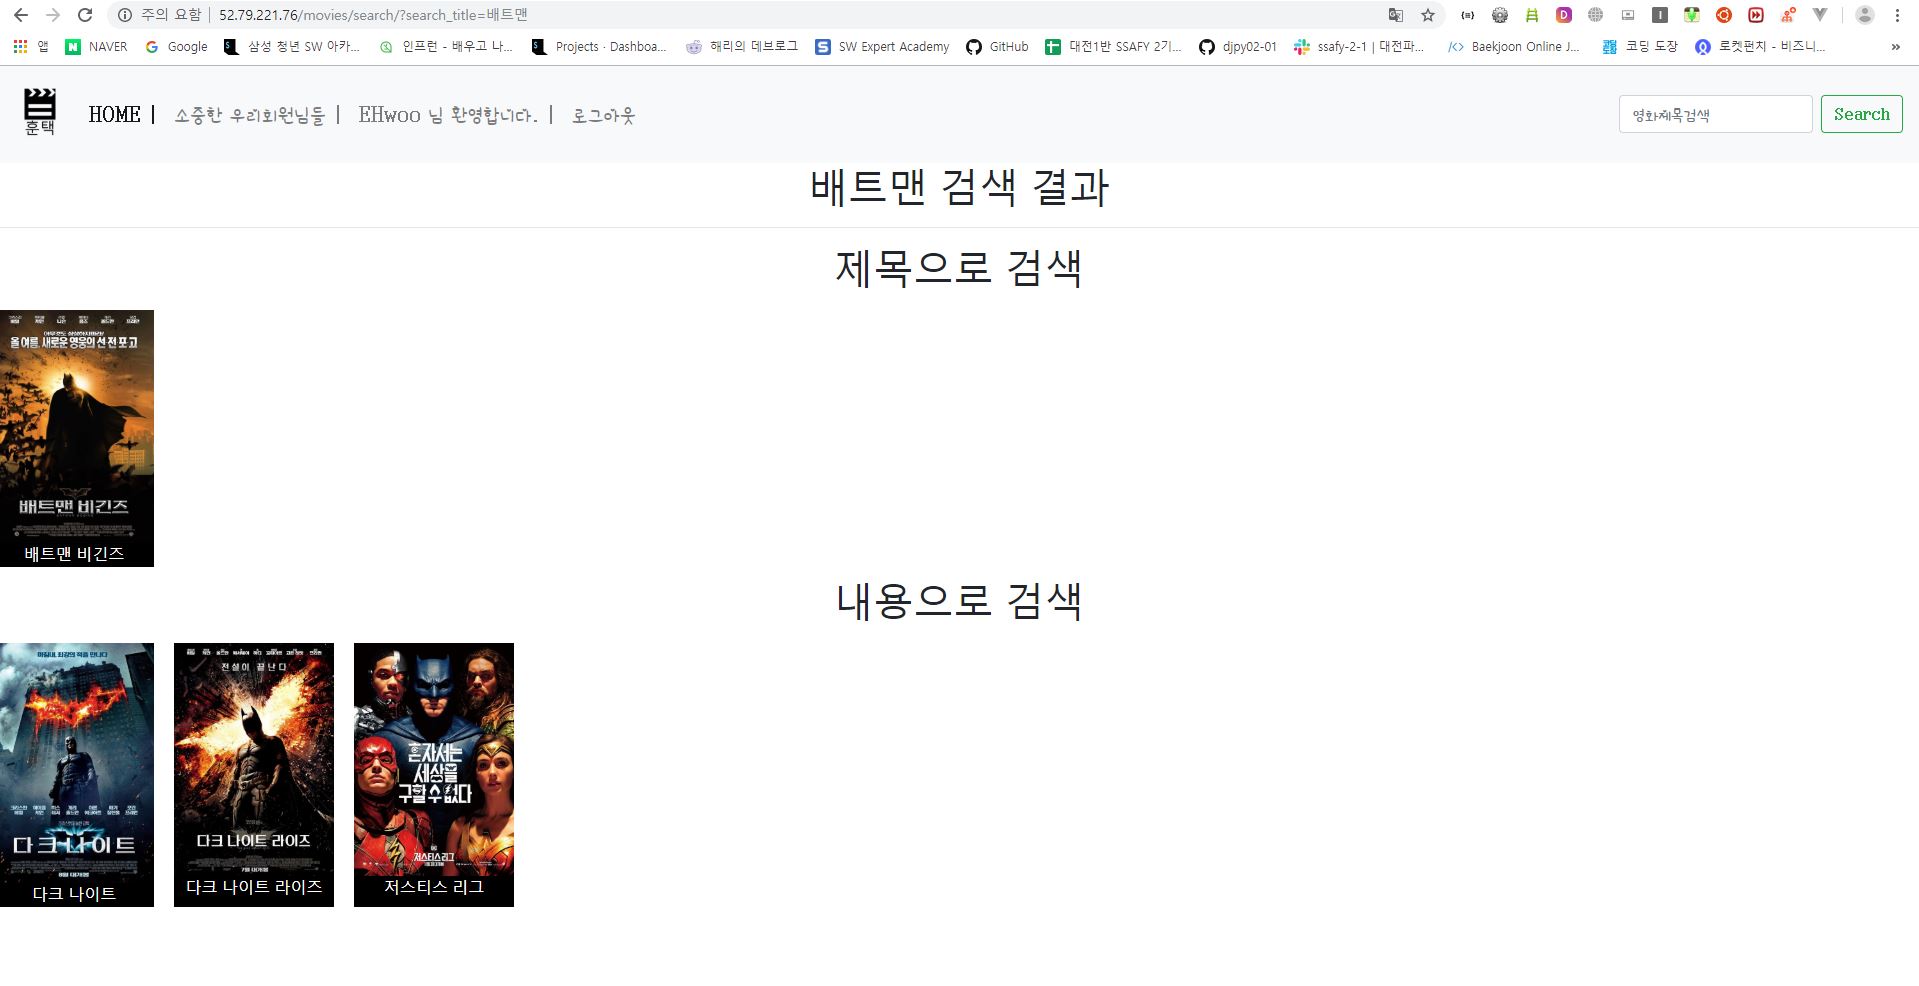 주의 요함 | 52.79.221.76/movies/search/?search_title=배트맨
앱 NAVER Google 삼성 청년 SW 아카... 인프런 - 배우고 나... Projects · Dashboa... 해리의 데브로그 SW Expert Academy GitHub 대전1반 SSAFY 2기... djpy02-01 ssafy-2-1 | 대전파... Baekjoon Online J... 코딩 도장 로켓펀치 - 비즈니... »
훈택
HOME | 소중한 우리회원님들 | EHwoo 님 환영합니다. | 로그아웃 영화제목검색 Search
배트맨 검색 결과
제목으로 검색
올 여름, 새로운 영웅의 선전포고
배트맨 비긴즈
배트맨 비긴즈
내용으로 검색
다크 나이트
다크 나이트
전설이 끝난다
다크 나이트 라이즈
다크 나이트 라이즈
혼자서는
세상을
구할 수 없다
저스티스 리그
저스티스 리그